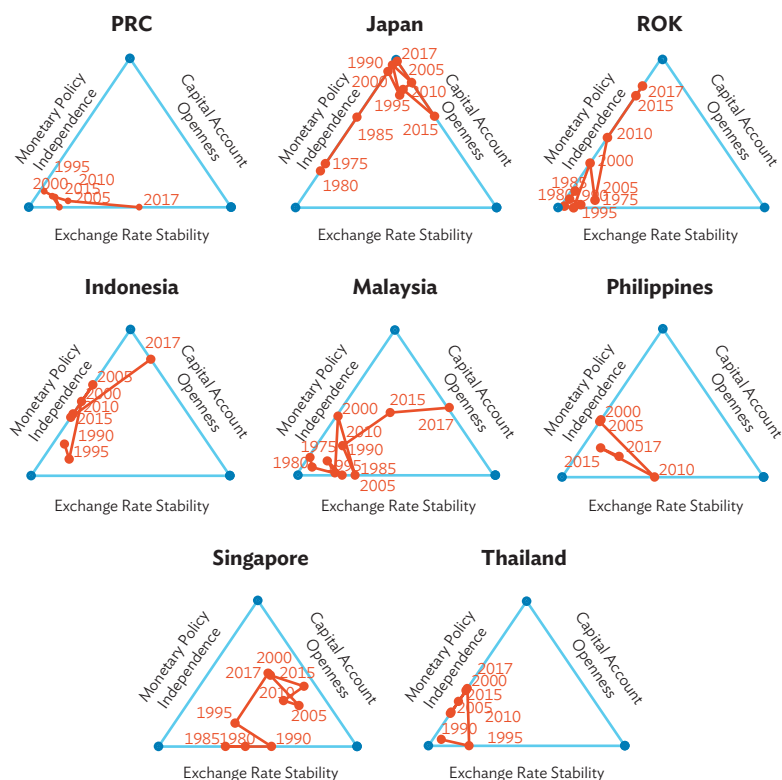 PRC
Monetary Policy
Independence
Capital Account
Openness
1995
2010
2000
2015
2005
2017
Exchange Rate Stability
Japan
Monetary Policy
Independence
Capital Account
Openness
2017
1990
2005
2000
2010
1995
1985
2015
1975
1980
Exchange Rate Stability
ROK
Monetary Policy
Independence
Capital Account
Openness
2017
2015
2010
2000
1985
2005
1980
1990
1975
1995
Exchange Rate Stability
Indonesia
Monetary Policy
Independence
Capital Account
Openness
2017
2005
2000
2010
2015
1990
1995
Exchange Rate Stability
Malaysia
Monetary Policy
Independence
Capital Account
Openness
2015
2000
2017
2010
1975
1990
1980
1995
1985
2005
Exchange Rate Stability
Philippines
Monetary Policy
Independence
Capital Account
Openness
2000
2005
2017
2015
2010
Exchange Rate Stability
Singapore
Monetary Policy
Independence
Capital Account
Openness
2000
2017
2015
2010
2005
1995
1985
1980
1990
Exchange Rate Stability
Thailand
Monetary Policy
Independence
Capital Account
Openness
2017
2000
2015
2005
2010
1990
1995
Exchange Rate Stability